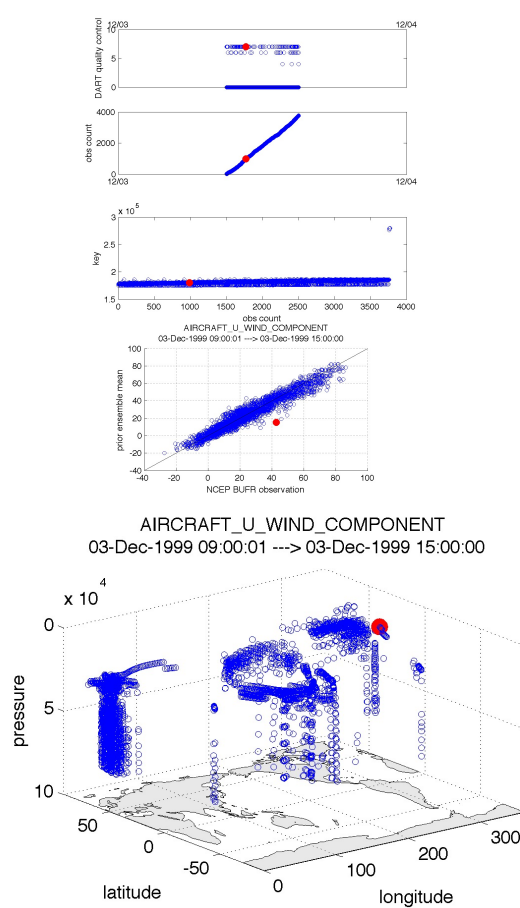 12/03 12/04
10
5
0
DART quality control
4000
2000
0
obs count
12/03 12/04
x 10^5
3
2.5
2
1.5
key
0 500 1000 1500 2000 2500 3000 3500 4000
obs count
AIRCRAFT_U_WIND_COMPONENT
03-Dec-1999 09:00:01 ---> 03-Dec-1999 15:00:00
100
80
60
40
20
0
-20
-40
prior ensemble mean
-40 -20 0 20 40 60 80 100
NCEP BUFR observation
AIRCRAFT_U_WIND_COMPONENT
03-Dec-1999 09:00:01 ---> 03-Dec-1999 15:00:00
x 10^4
0
5
10
pressure
50
0
-50
latitude
0
100
200
300
longitude